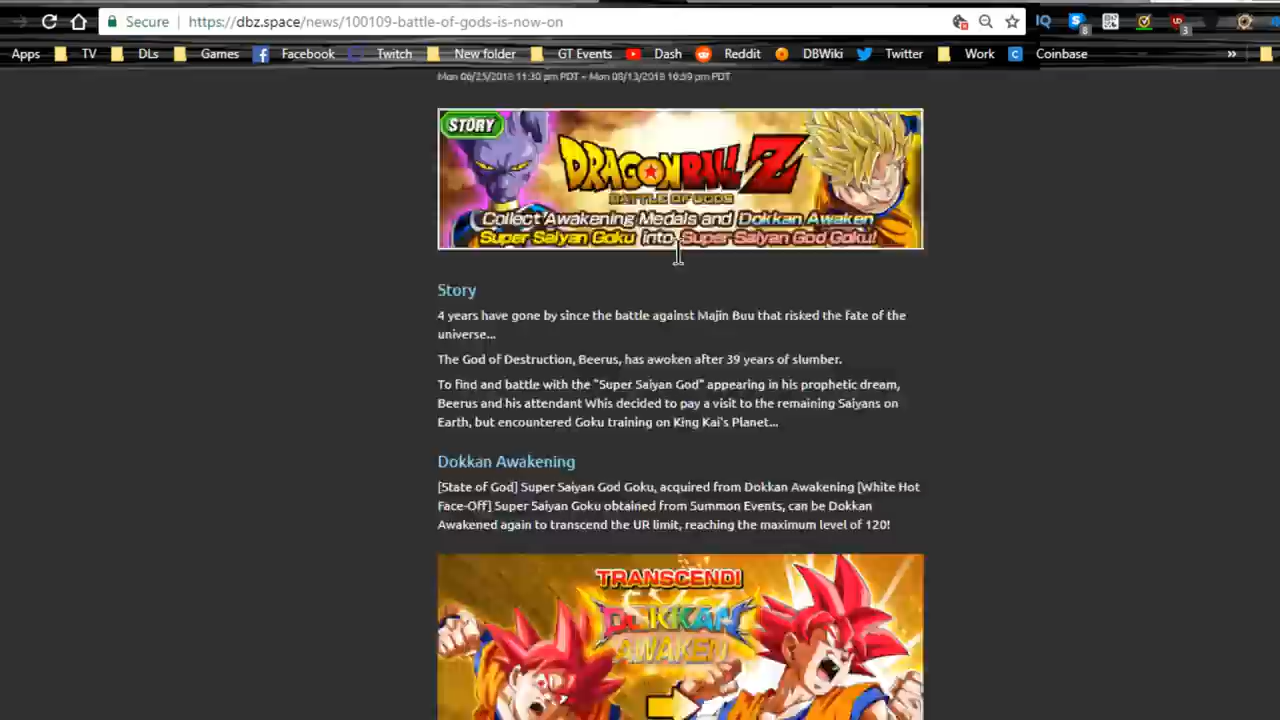 Secure https://dbz.space/news/100109-battle-of-gods-is-now-on IQ 8 3
Apps TV DLs Games Facebook Twitch New folder GT Events Dash Reddit DBWiki Twitter Work Coinbase »
Mon 06/25/2018 11:30 pm PDT ~ Mon 08/13/2018 10:59 pm PDT
STORY
DRAGON BALL Z
BATTLE OF GODS
Collect Awakening Medals and Dokkan Awaken
Super Saiyan Goku into Super Saiyan God Goku!
Story
4 years have gone by since the battle against Majin Buu that risked the fate of the
universe...
The God of Destruction, Beerus, has awoken after 39 years of slumber.
To find and battle with the "Super Saiyan God" appearing in his prophetic dream,
Beerus and his attendant Whis decided to pay a visit to the remaining Saiyans on
Earth, but encountered Goku training on King Kai's Planet...
Dokkan Awakening
[State of God] Super Saiyan God Goku, acquired from Dokkan Awakening [White Hot
Face-Off] Super Saiyan Goku obtained from Summon Events, can be Dokkan
Awakened again to transcend the UR limit, reaching the maximum level of 120!
TRANSCEND!
DOKKAN
AWAKEN